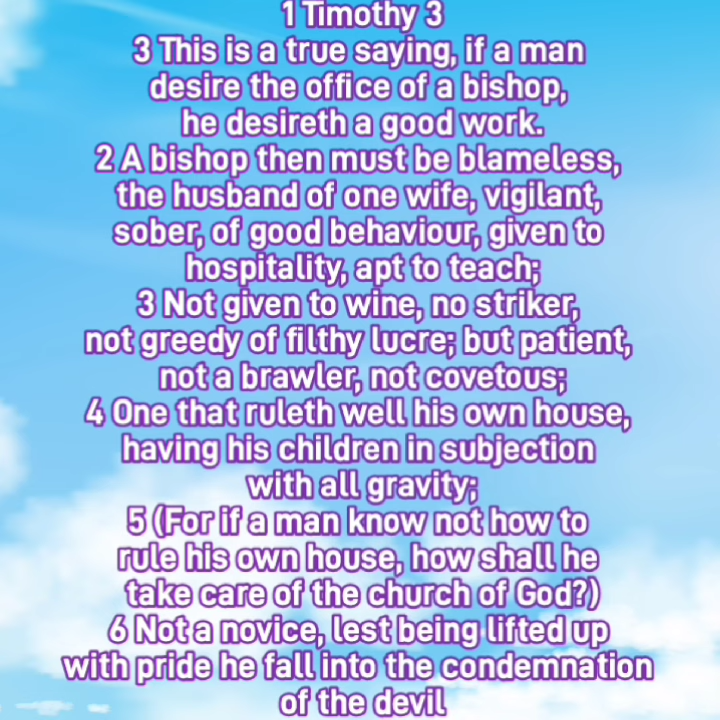 1 Timothy 3
3 This is a true saying, if a man
desire the office of a bishop,
he desireth a good work.
2 A bishop then must be blameless,
the husband of one wife, vigilant,
sober, of good behaviour, given to
hospitality, apt to teach;
3 Not given to wine, no striker,
not greedy of filthy lucre; but patient,
not a brawler, not covetous;
4 One that ruleth well his own house,
having his children in subjection
with all gravity;
5 (For if a man know not how to
rule his own house, how shall he
take care of the church of God?)
6 Not a novice, lest being lifted up
with pride he fall into the condemnation
of the devil